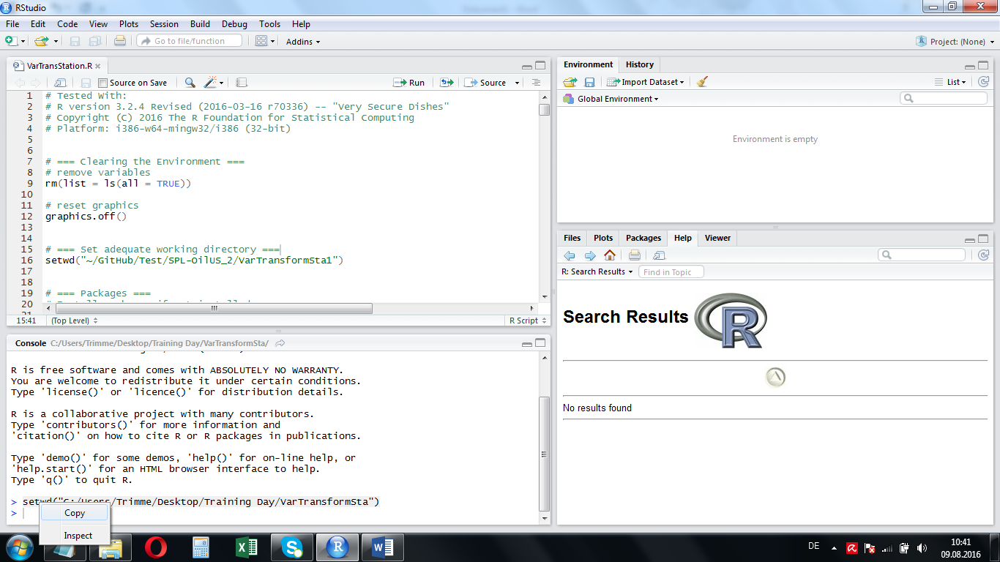 RStudio
File Edit Code View Plots Session Build Debug Tools Help
Go to file/function Addins Project: (None)
VarTransStation.R
Source on Save Run Source
1 # Tested With:
2 # R version 3.2.4 Revised (2016-03-16 r70336) -- "Very Secure Dishes"
3 # Copyright (C) 2016 The R Foundation for Statistical Computing
4 # Platform: i386-w64-mingw32/i386 (32-bit)
5
6
7 # === Clearing the Environment ===
8 # remove variables
9 rm(list = ls(all = TRUE))
10
11 # reset graphics
12 graphics.off()
13
14
15 # === Set adequate working directory ===
16 setwd("~/GitHub/Test/SPL-OilUS_2/VarTransformSta1")
17
18
19 # === Packages ===
20
21
15:41 (Top Level) R Script
Console C:/Users/Trimme/Desktop/Training Day/VarTransformSta/
R is free software and comes with ABSOLUTELY NO WARRANTY.
You are welcome to redistribute it under certain conditions.
Type 'license()' or 'licence()' for distribution details.
R is a collaborative project with many contributors.
Type 'contributors()' for more information and
'citation()' on how to cite R or R packages in publications.
Type 'demo()' for some demos, 'help()' for on-line help, or
'help.start()' for an HTML browser interface to help.
Type 'q()' to quit R.
> setwd("C:/Users/Trimme/Desktop/Training Day/VarTransformSta")
>
Copy
Inspect
Environment History
Import Dataset List
Global Environment
Environment is empty
Files Plots Packages Help Viewer
R: Search Results Find in Topic
Search Results R
No results found
DE 10:41
09.08.2016